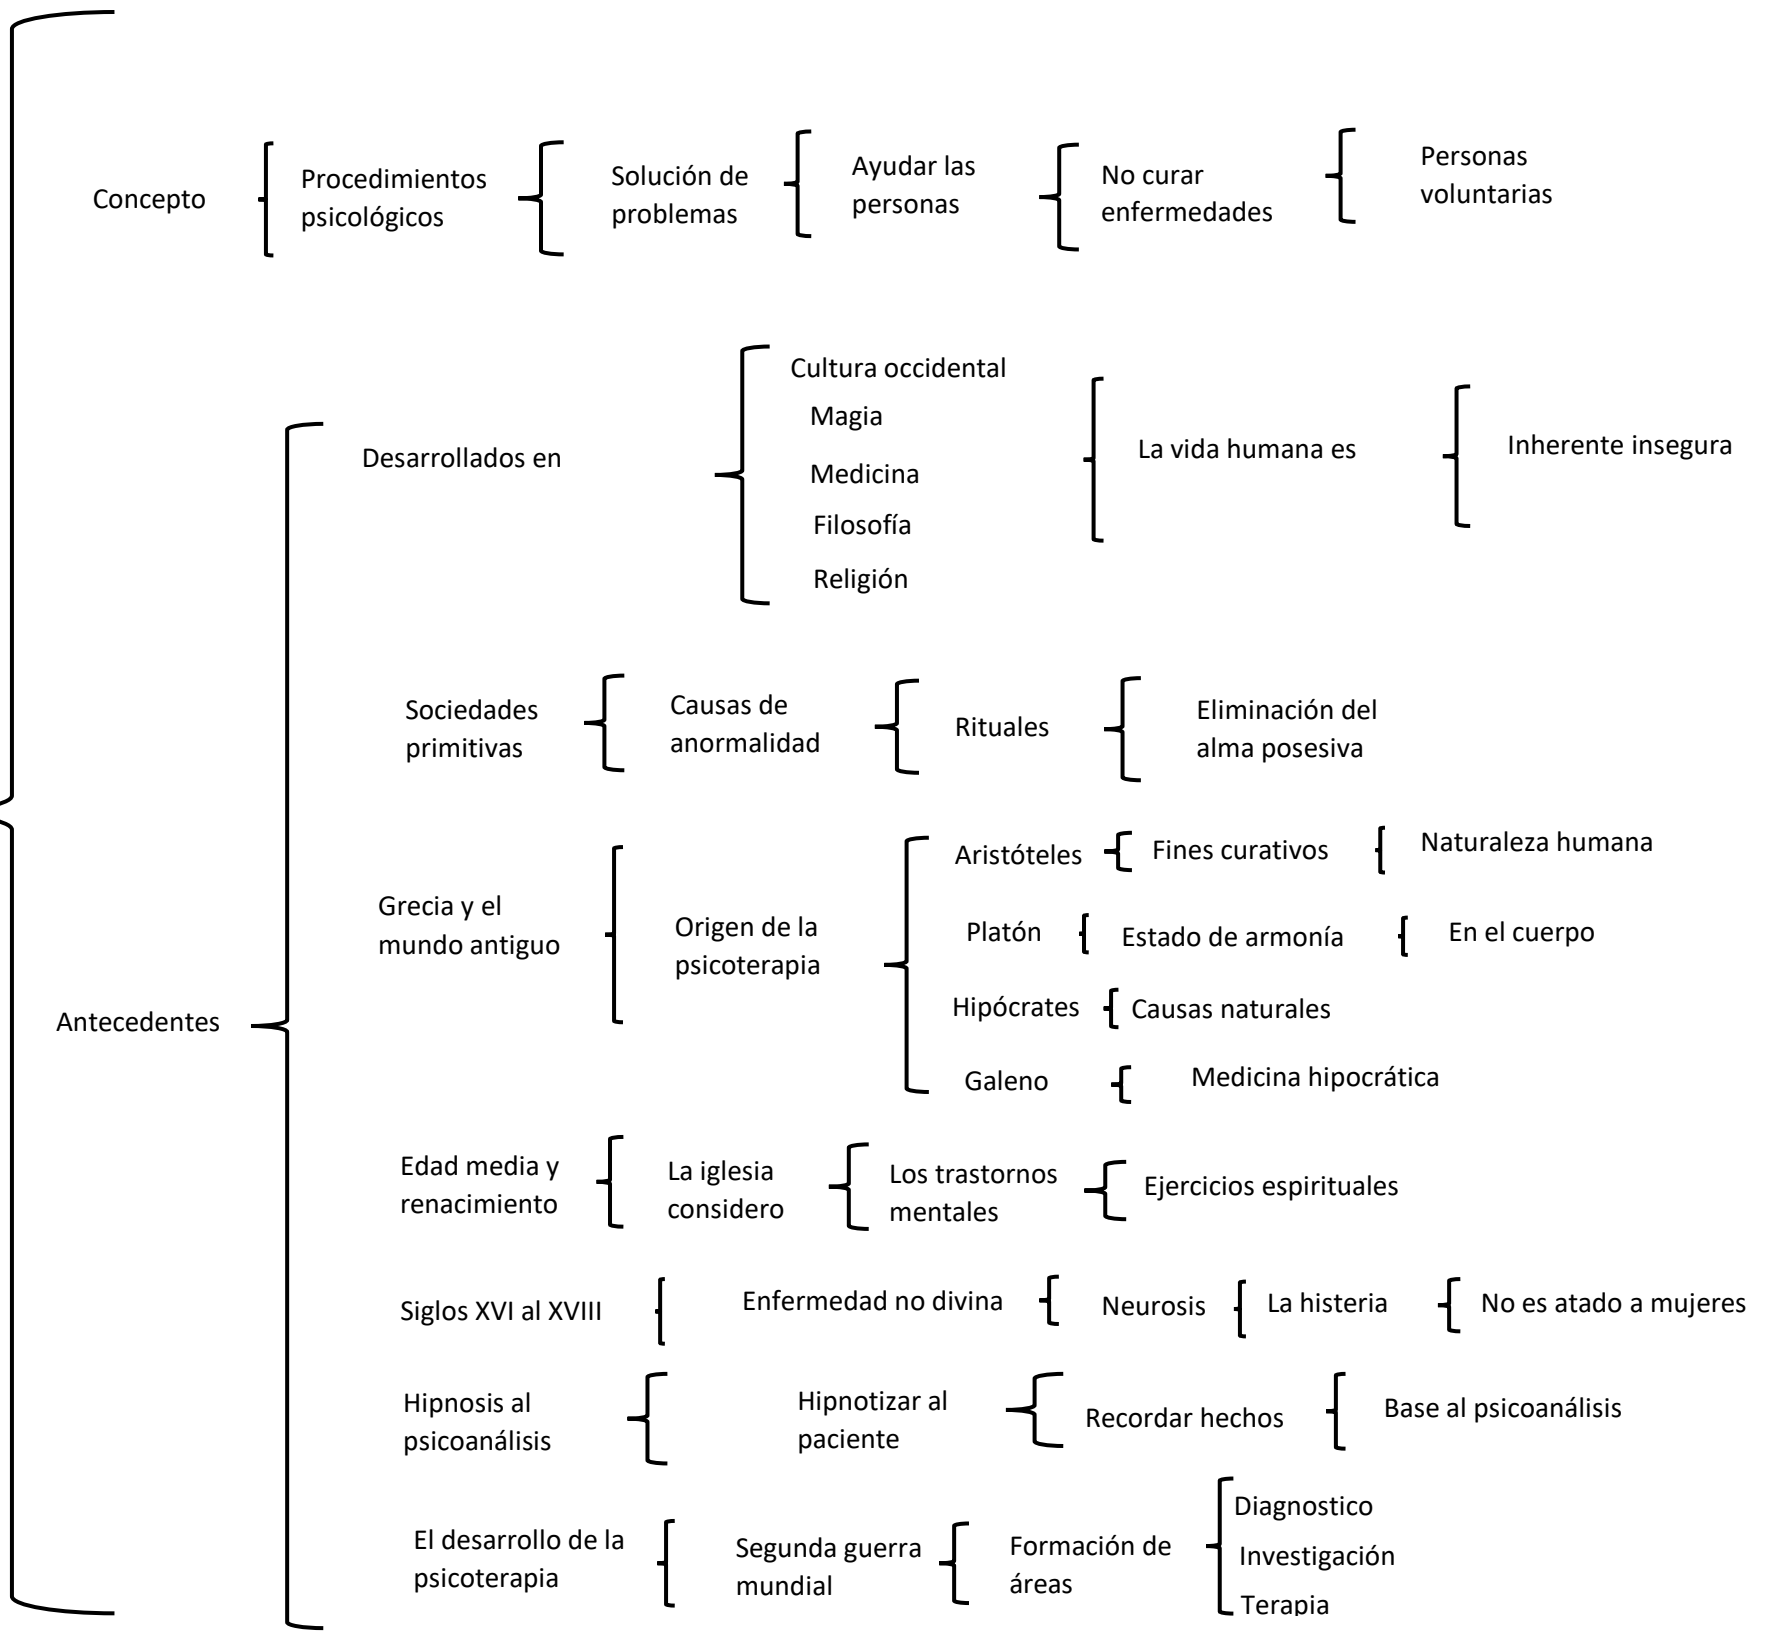 Concepto
Procedimientos
psicológicos
Solución de
problemas
Ayudar las
personas
No curar
enfermedades
Personas
voluntarias
Antecedentes
Desarrollados en
Cultura occidental
Magia
Medicina
Filosofía
Religión
La vida humana es
Inherente insegura
Sociedades
primitivas
Causas de
anormalidad
Rituales
Eliminación del
alma posesiva
Grecia y el
mundo antiguo
Origen de la
psicoterapia
Aristóteles
Fines curativos
Naturaleza humana
Platón
Estado de armonía
En el cuerpo
Hipócrates
Causas naturales
Galeno
Medicina hipocrática
Edad media y
renacimiento
La iglesia
considero
Los trastornos
mentales
Ejercicios espirituales
Siglos XVI al XVIII
Enfermedad no divina
Neurosis
La histeria
No es atado a mujeres
Hipnosis al
psicoanálisis
Hipnotizar al
paciente
Recordar hechos
Base al psicoanálisis
El desarrollo de la
psicoterapia
Segunda guerra
mundial
Formación de
áreas
Diagnostico
Investigación
Terapia